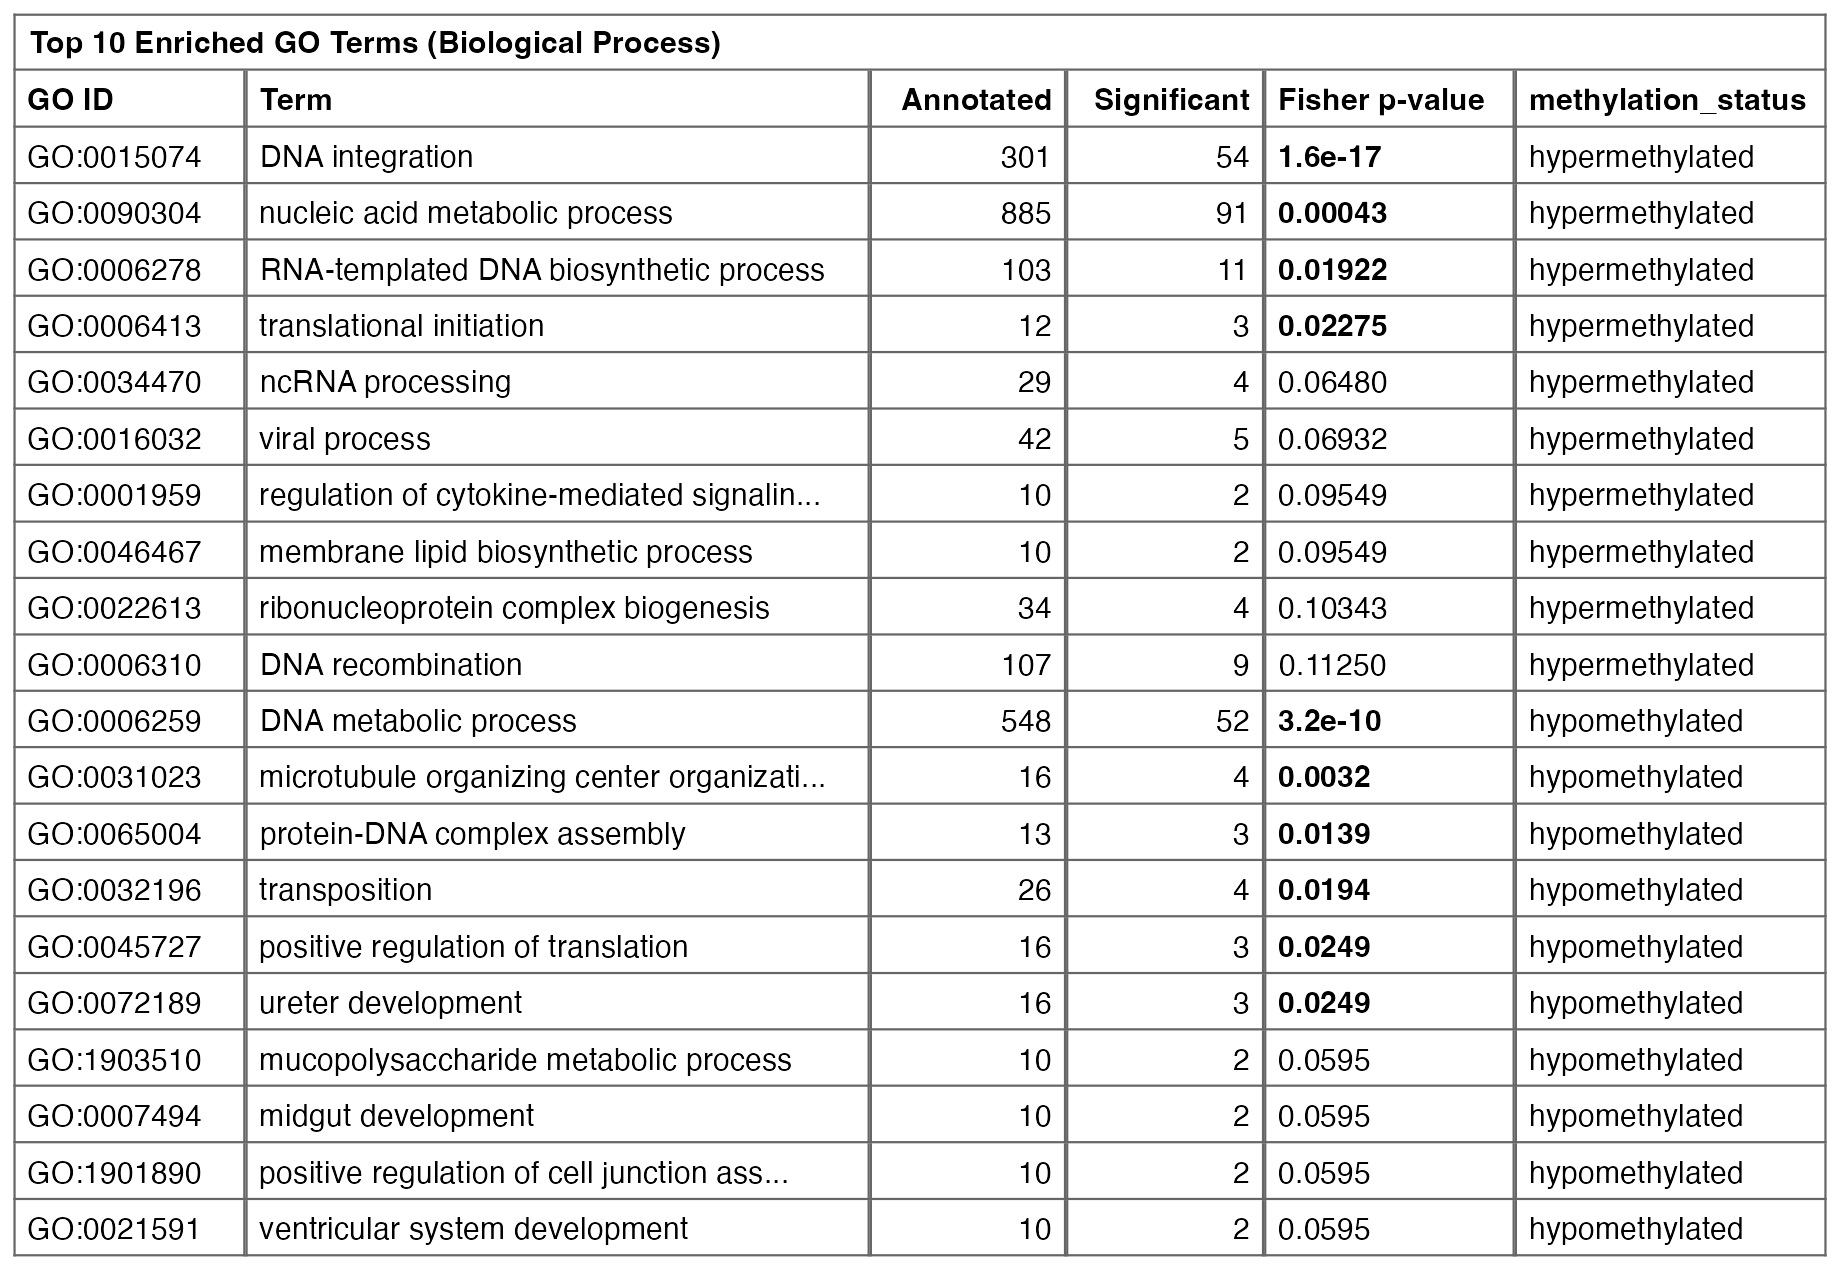 Top 10 Enriched GO Terms (Biological Process)
GO ID Term Annotated Significant Fisher p-value methylation_status
GO:0015074 DNA integration 301 54 1.6e-17 hypermethylated
GO:0090304 nucleic acid metabolic process 885 91 0.00043 hypermethylated
GO:0006278 RNA-templated DNA biosynthetic process 103 11 0.01922 hypermethylated
GO:0006413 translational initiation 12 3 0.02275 hypermethylated
GO:0034470 ncRNA processing 29 4 0.06480 hypermethylated
GO:0016032 viral process 42 5 0.06932 hypermethylated
GO:0001959 regulation of cytokine-mediated signalin... 10 2 0.09549 hypermethylated
GO:0046467 membrane lipid biosynthetic process 10 2 0.09549 hypermethylated
GO:0022613 ribonucleoprotein complex biogenesis 34 4 0.10343 hypermethylated
GO:0006310 DNA recombination 107 9 0.11250 hypermethylated
GO:0006259 DNA metabolic process 548 52 3.2e-10 hypomethylated
GO:0031023 microtubule organizing center organizati... 16 4 0.0032 hypomethylated
GO:0065004 protein-DNA complex assembly 13 3 0.0139 hypomethylated
GO:0032196 transposition 26 4 0.0194 hypomethylated
GO:0045727 positive regulation of translation 16 3 0.0249 hypomethylated
GO:0072189 ureter development 16 3 0.0249 hypomethylated
GO:1903510 mucopolysaccharide metabolic process 10 2 0.0595 hypomethylated
GO:0007494 midgut development 10 2 0.0595 hypomethylated
GO:1901890 positive regulation of cell junction ass... 10 2 0.0595 hypomethylated
GO:0021591 ventricular system development 10 2 0.0595 hypomethylated